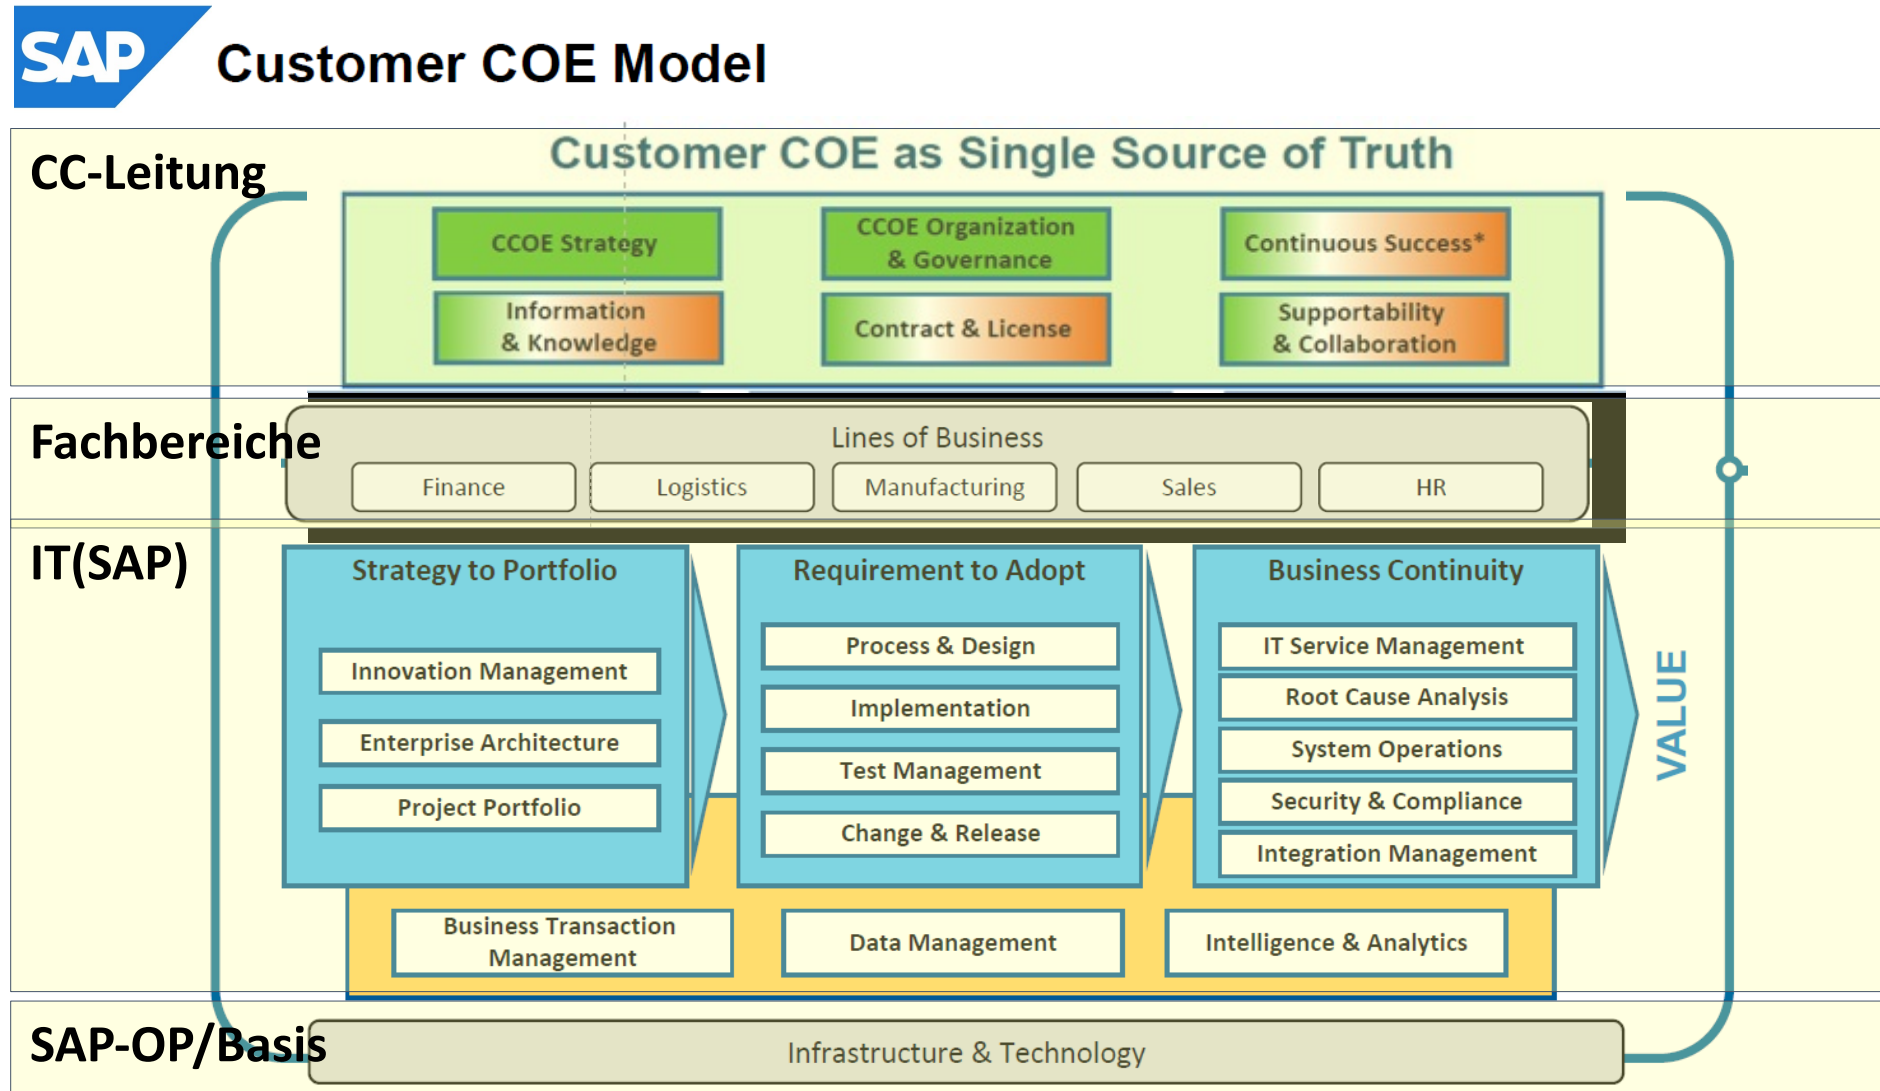 SAP
Customer COE Model
CC-Leitung
Customer COE as Single Source of Truth
CCOE Strategy
CCOE Organization
& Governance
Continuous Success*
Information
& Knowledge
Contract & License
Supportability
& Collaboration
Fachbereiche
Lines of Business
Finance
Logistics
Manufacturing
Sales
HR
IT(SAP)
Strategy to Portfolio
Innovation Management
Enterprise Architecture
Project Portfolio
Requirement to Adopt
Process & Design
Implementation
Test Management
Change & Release
Business Continuity
IT Service Management
Root Cause Analysis
System Operations
Security & Compliance
Integration Management
VALUE
Business Transaction
Management
Data Management
Intelligence & Analytics
SAP-OP/Basis
Infrastructure & Technology